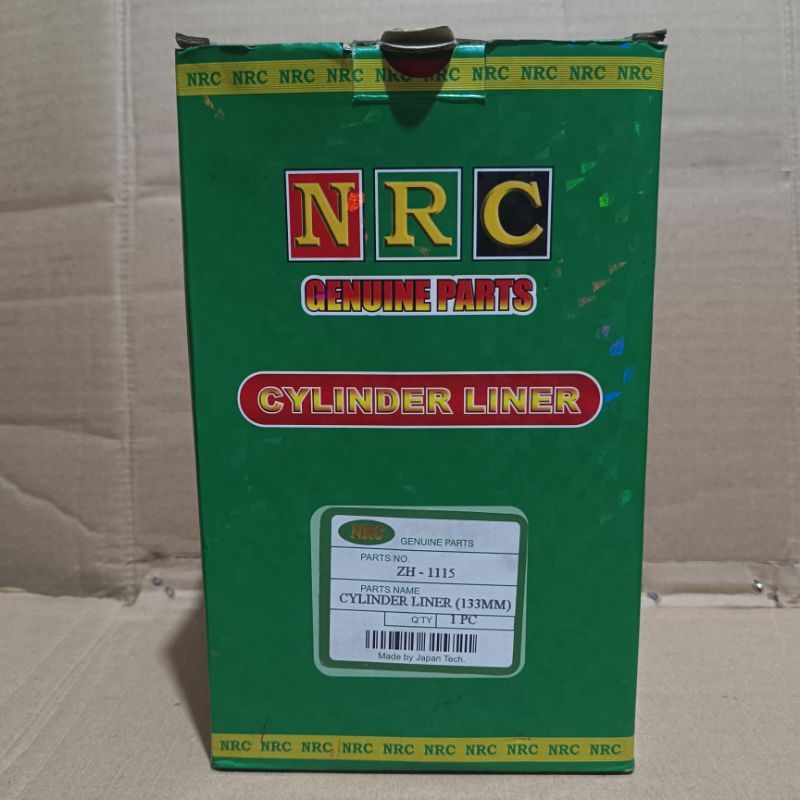 NRC NRC NRC NRC NRC NRC NRC NRC NRC NRC
N R C
GENUINE PARTS
CYLINDER LINER
NRC GENUINE PARTS
PARTS NO.
ZH - 1115
PARTS NAME
CYLINDER LINER (133MM)
Q'TY 1 PC
Made by Japan Tech.
NRC NRC NRC NRC NRC NRC NRC NRC NRC NRC